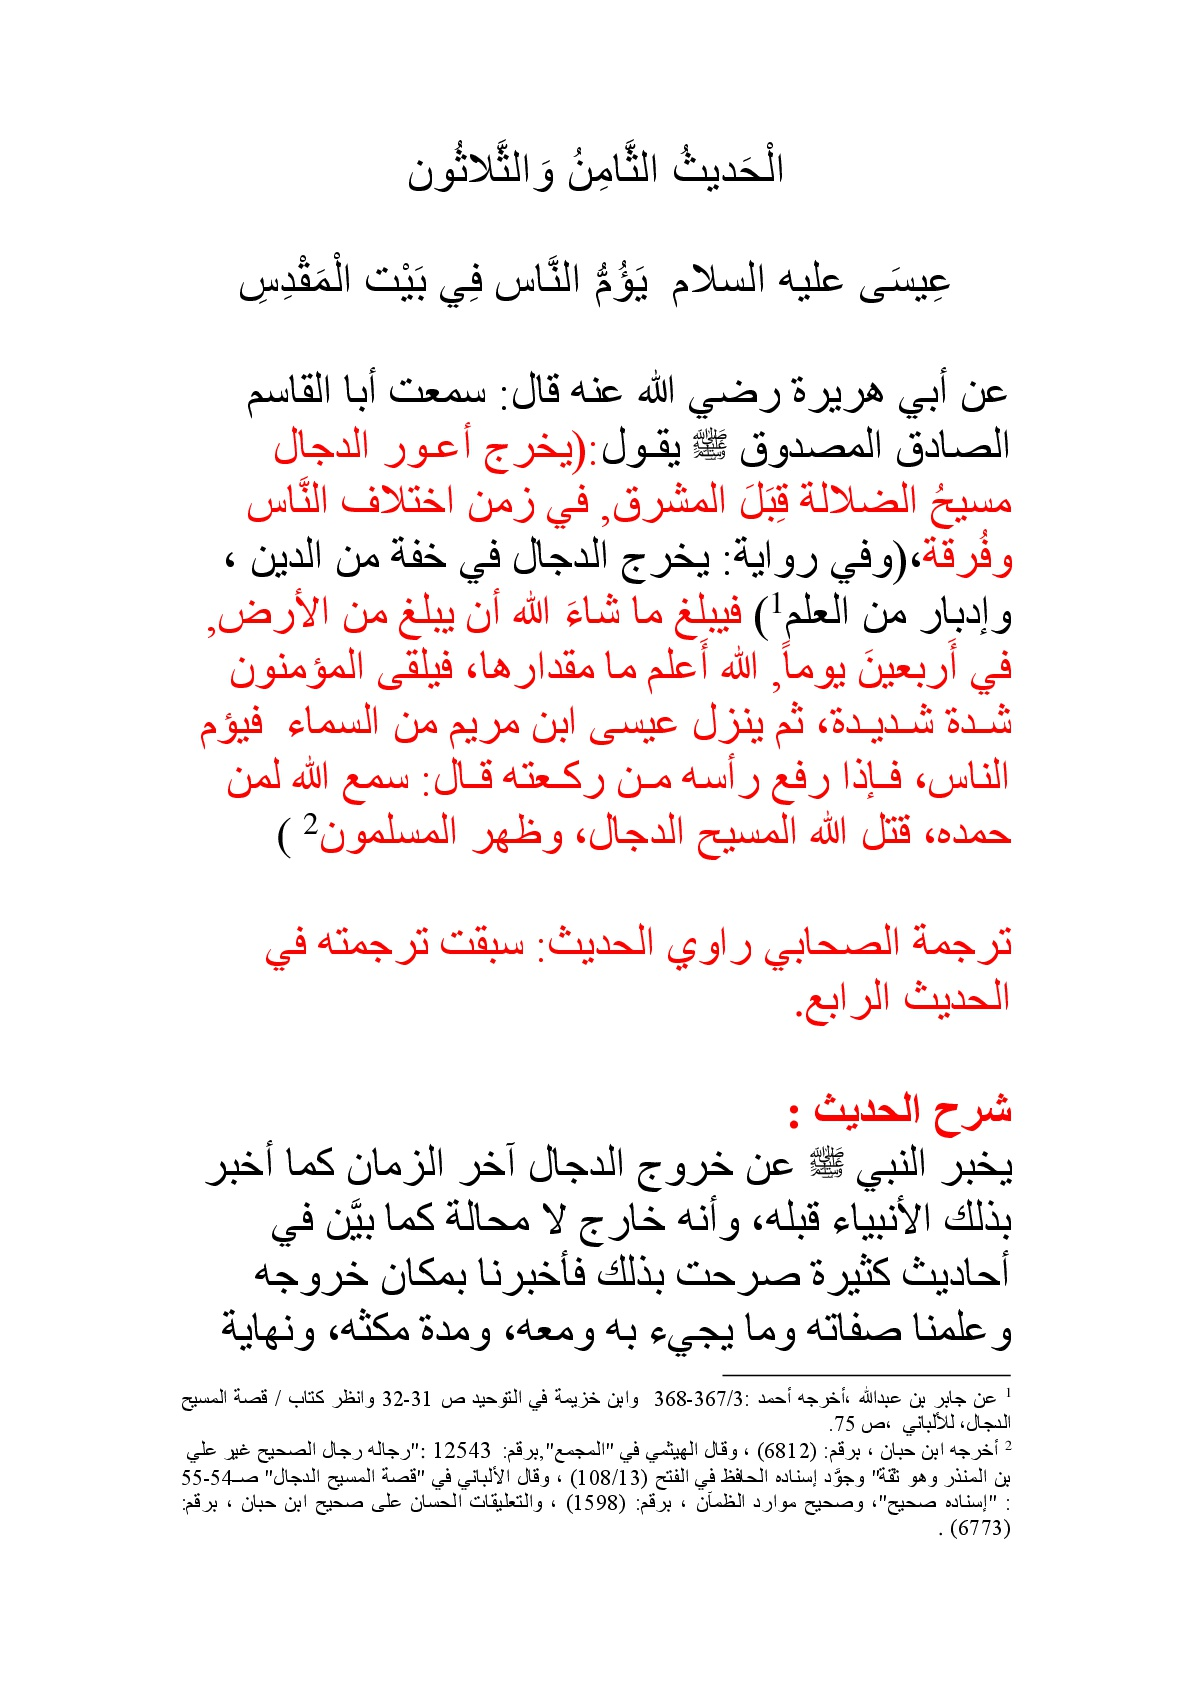 الْحَديثُ الثَّامِنُ وَالثَّلاثُون
عِيسَى عليه السلام يَؤُمُّ النَّاس فِي بَيْت الْمَقْدِسِ
عن أبي هريرة رضي الله عنه قال: سمعت أبا القاسم
الصادق المصدوق ﷺ يقـول:(يخرج أعـور الدجال
مسيحُ الضلالة قِبَلَ المشرق, في زمن اختلاف النَّاس
وفُرقة،(وفي رواية: يخرج الدجال في خفة من الدين ،
وإدبار من العلم1) فيبلغ ما شاءَ الله أن يبلغ من الأرض,
في أَربعينَ يوماً, الله أَعلم ما مقدارها، فيلقى المؤمنون
شـدة شـديـدة، ثم ينزل عيسى ابن مريم من السماء فيؤم
الناس، فـإذا رفع رأسه مـن ركـعته قـال: سمع الله لمن
حمده، قتل الله المسيح الدجال، وظهر المسلمون2 )
ترجمة الصحابي راوي الحديث: سبقت ترجمته في
الحديث الرابع.
شرح الحديث :
يخبر النبي ﷺ عن خروج الدجال آخر الزمان كما أخبر
بذلك الأنبياء قبله، وأنه خارج لا محالة كما بيَّن في
أحاديث كثيرة صرحت بذلك فأخبرنا بمكان خروجه
وعلمنا صفاته وما يجيء به ومعه، ومدة مكثه، ونهاية
1 عن جابر بن عبدالله ،أخرجه أحمد :367/3-368 وابن خزيمة في التوحيد ص 31-32 وانظر كتاب / قصة المسيح
الدجال، للألباني ،ص 75.
2 أخرجه ابن حبان ، برقم: (6812) ، وقال الهيثمي في "المجمع",برقم: 12543 :"رجاله رجال الصحيح غير علي
بن المنذر وهو ثقة" وجوَّد إسناده الحافظ في الفتح (108/13) ، وقال الألباني في "قصة المسيح الدجال" صـ54-55
: "إسناده صحيح"، وصحيح موارد الظمآن ، برقم: (1598) ، والتعليقات الحسان على صحيح ابن حبان ، برقم:
(6773) .